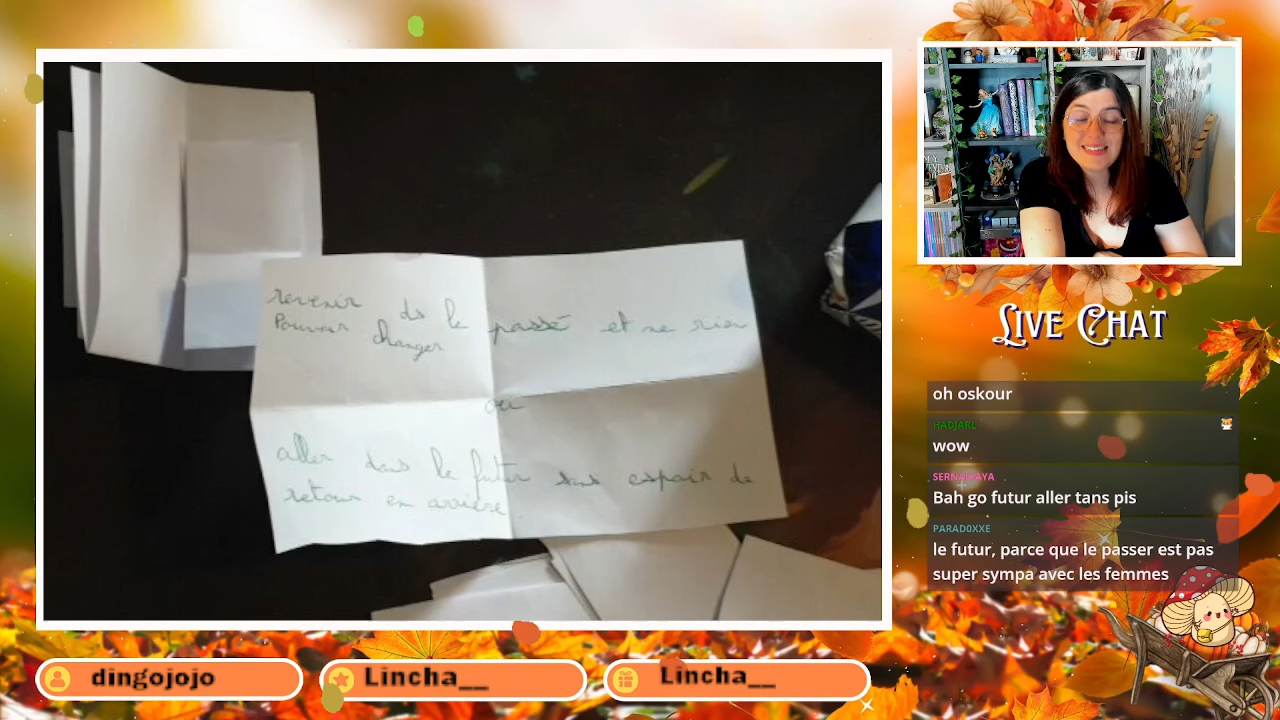 revenir ds le passé et ne rien
Pouvoir changer
ou
aller dans le futur sans espoir de
retour en arrière
LIVE CHAT
oh oskour
HADJARL
wow
Bah go futur aller tans pis
PARAD0XXE
le futur, parce que le passer est pas
super sympa avec les femmes
dingojojo
Lincha__
Lincha__